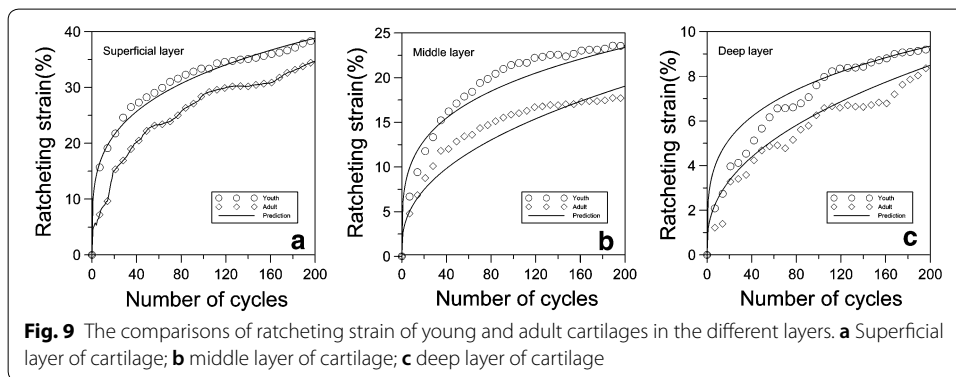 Superficial layer
Ratcheting strain(%)
40
30
20
10
0
0 40 80 120 160 200
Number of cycles
Youth
Adult
Prediction
a
Middle layer
Ratcheting strain(%)
25
20
15
10
5
0
0 40 80 120 160 200
Number of cycles
Youth
Adult
Prediction
b
Deep layer
Ratcheting strain(%)
10
8
6
4
2
0
0 40 80 120 160 200
Number of cycles
Youth
Adult
Prediction
c
Fig. 9 The comparisons of ratcheting strain of young and adult cartilages in the different layers. a Superficial
layer of cartilage; b middle layer of cartilage; c deep layer of cartilage